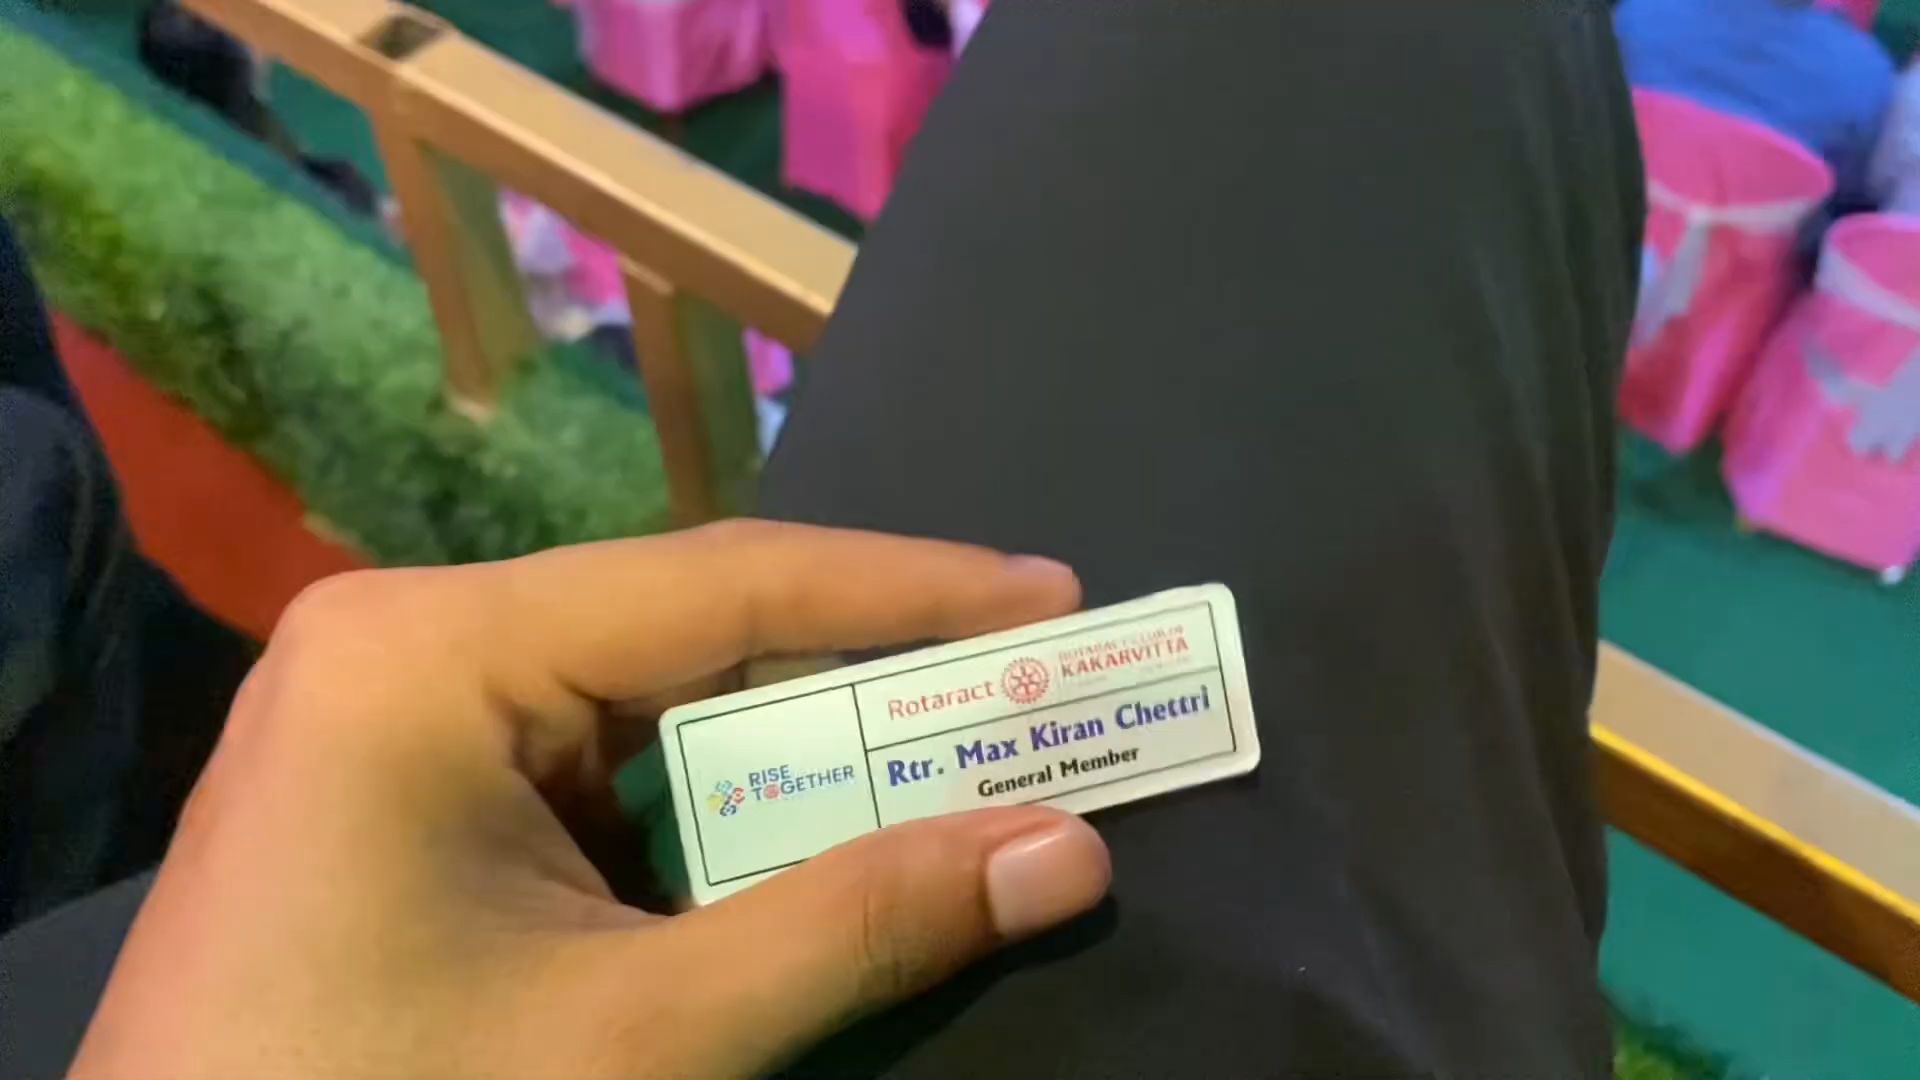 RISE
TOGETHER
Rotaract
ROTARACT CLUB OF
KAKARVITTA
Rtr. Max Kiran Chettri
General Member